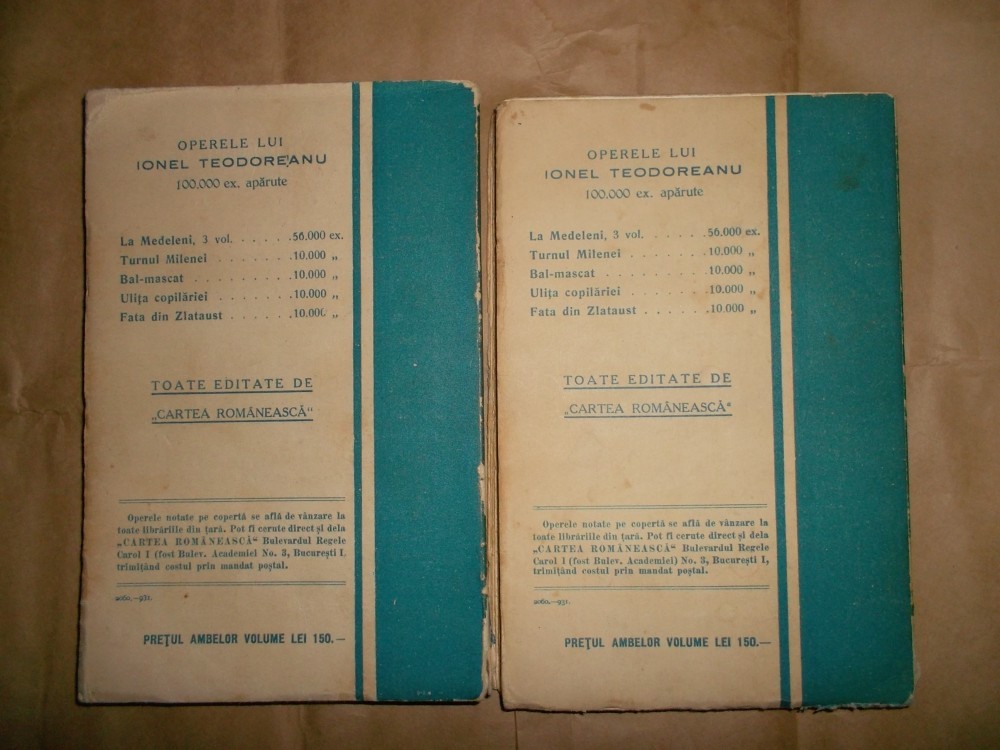 OPERELE LUI
IONEL TEODOREANU
100.000 ex. apărute
La Medeleni, 3 vol. . . . . . 56.000 ex.
Turnul Milenei . . . . . . 10.000 „
Bal-mascat . . . . . . . 10.000 „
Ulița copilăriei . . . . . . 10.000 „
Fata din Zlataust . . . . . . 10.000 „
TOATE EDITATE DE
„CARTEA ROMÂNEASCĂ“
Operele notate pe copertă se află de vânzare la
toate librăriile din țară. Pot fi cerute direct și dela
„CARTEA ROMÂNEASCĂ“ Bulevardul Regele
Carol I (fost Bulev. Academiei No. 3, București I,
trimițând costul prin mandat poștal.
2060.—931.
PREȚUL AMBELOR VOLUME LEI 150.—
OPERELE LUI
IONEL TEODOREANU
100.000 ex. apărute
La Medeleni, 3 vol. . . . . . 56.000 ex.
Turnul Milenei . . . . . . 10.000 „
Bal-mascat . . . . . . . 10.000 „
Ulița copilăriei . . . . . . 10.000 „
Fata din Zlataust . . . . . . 10.000 „
TOATE EDITATE DE
„CARTEA ROMÂNEASCĂ“
Operele notate pe copertă se află de vânzare la
toate librăriile din țară. Pot fi cerute direct și dela
„CARTEA ROMÂNEASCĂ“ Bulevardul Regele
Carol I (fost Bulev. Academiei) No. 3, București I,
trimițând costul prin mandat poștal.
2060.—931.
PREȚUL AMBELOR VOLUME LEI 150.—